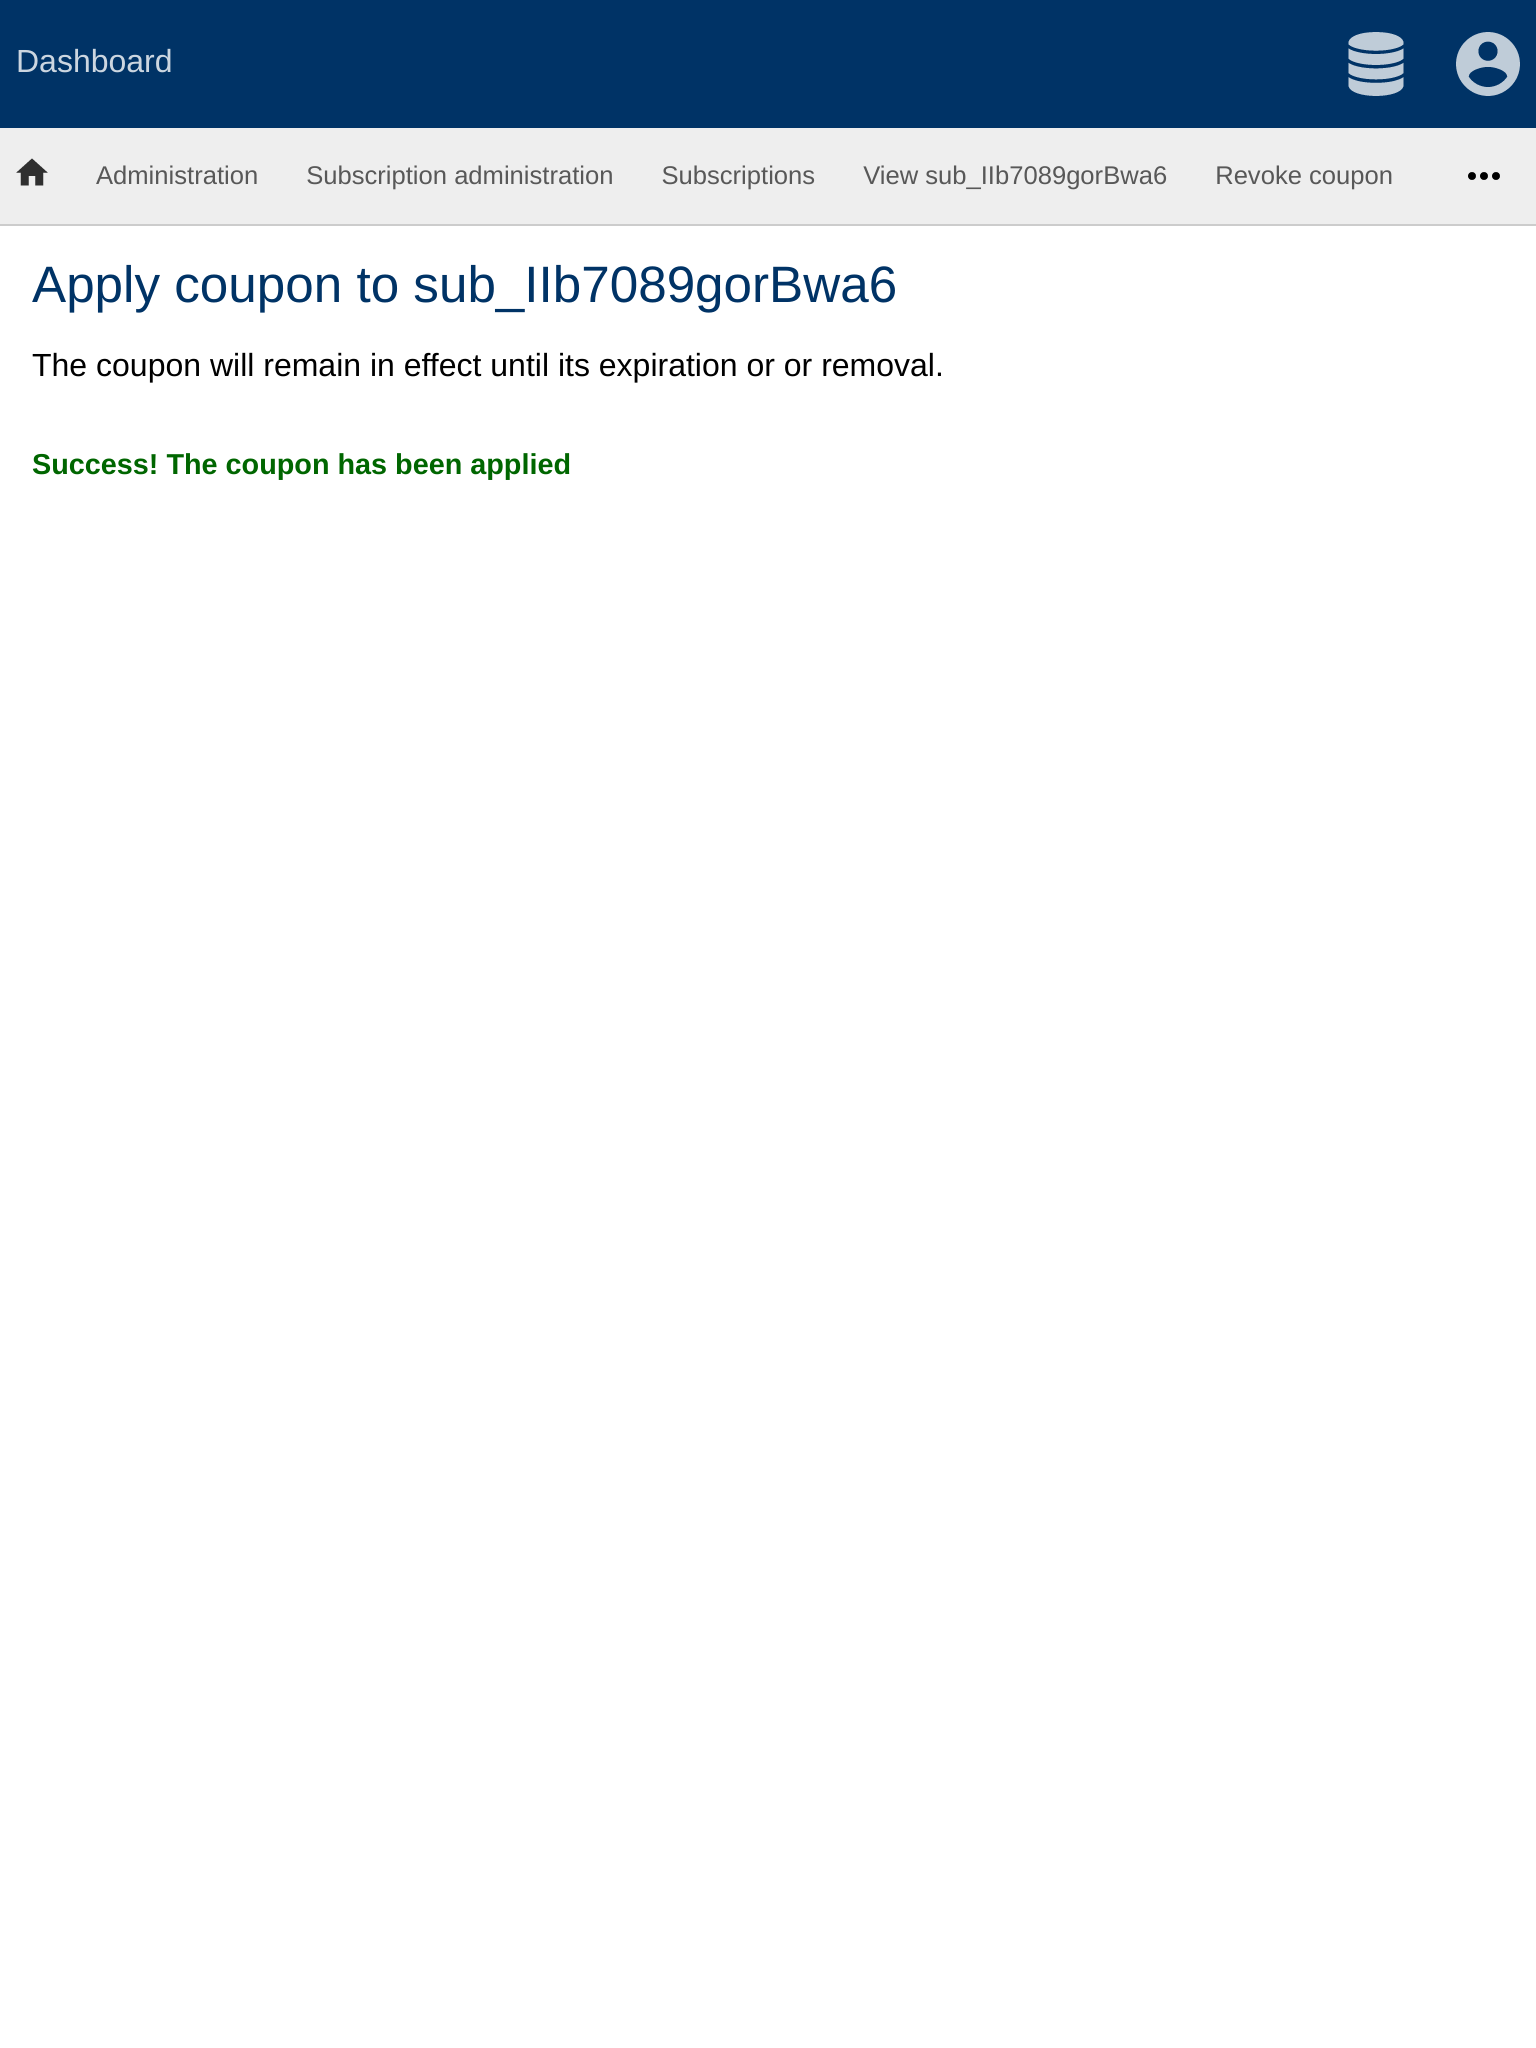 Dashboard
Administration Subscription administration Subscriptions View sub_IIb7089gorBwa6 Revoke coupon
Apply coupon to sub_IIb7089gorBwa6
The coupon will remain in effect until its expiration or or removal.
Success! The coupon has been applied